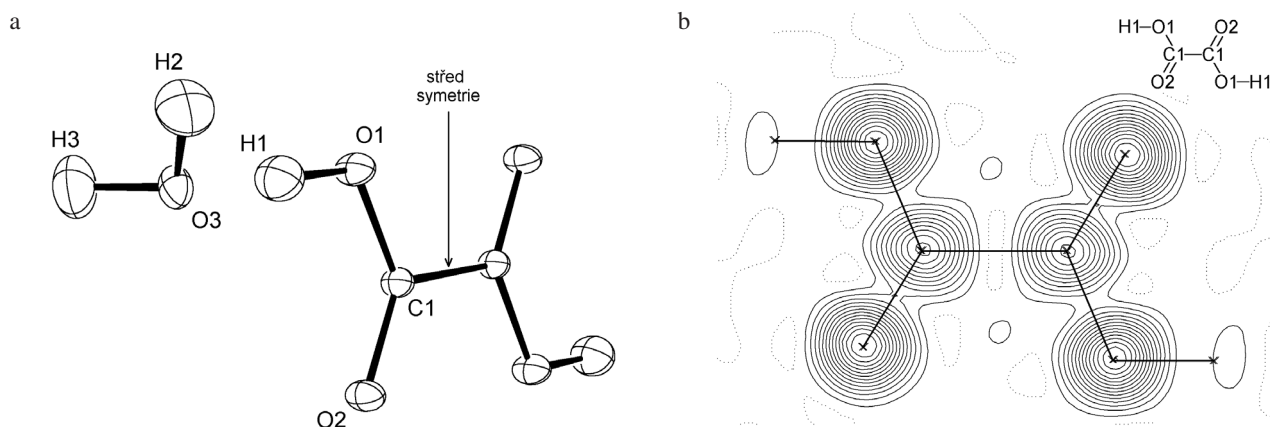 a
H2
H3
O3
H1
O1
střed
symetrie
C1
O2
b
H1–O1 O2
C1–C1
O2 O1–H1